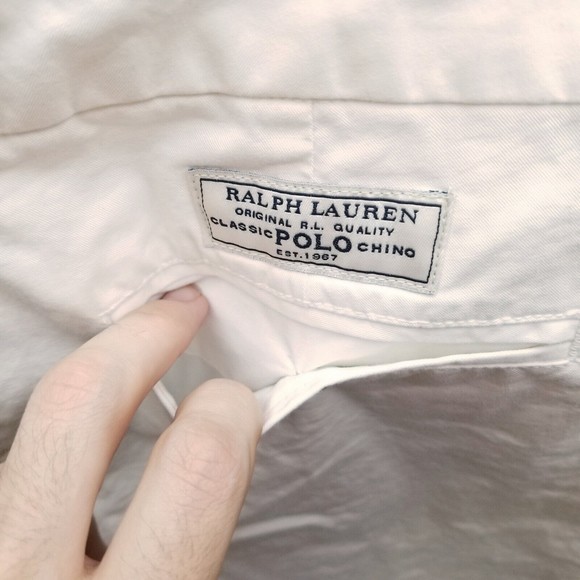 RALPH LAUREN
ORIGINAL R.L. QUALITY
CLASSIC POLO CHINO
EST. 1967